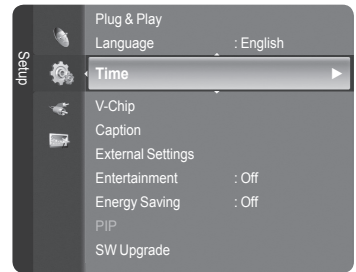 Setup
Plug & Play
Language : English
Time
V-Chip
Caption
External Settings
Entertainment : Off
Energy Saving : Off
PIP
SW Upgrade